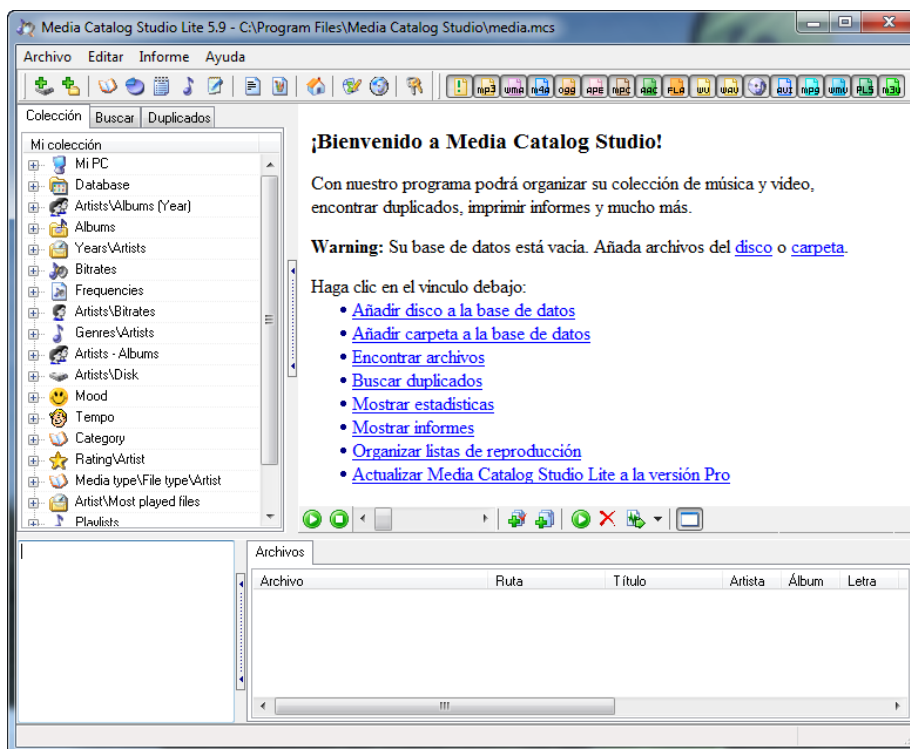 Media Catalog Studio Lite 5.9 - C:\Program Files\Media Catalog Studio\media.mcs
Archivo Editar Informe Ayuda
mp3 wma m4a ogg APE mpc AAC FLA wv wav AVI mpg wmv PLS m3u
Colección Buscar Duplicados
Mi colección
Mi PC
Database
Artists\Albums (Year)
Albums
Years\Artists
Bitrates
Frequencies
Artists\Bitrates
Genres\Artists
Artists - Albums
Artists\Disk
Mood
Tempo
Category
Rating\Artist
Media type\File type\Artist
Artist\Most played files
Playlists
¡Bienvenido a Media Catalog Studio!
Con nuestro programa podrá organizar su colección de música y vídeo,
encontrar duplicados, imprimir informes y mucho más.
Warning: Su base de datos está vacia. Añada archivos del disco o carpeta.
Haga clic en el vinculo debajo:
• Añadir disco a la base de datos
• Añadir carpeta a la base de datos
• Encontrar archivos
• Buscar duplicados
• Mostrar estadísticas
• Mostrar informes
• Organizar listas de reproducción
• Actualizar Media Catalog Studio Lite a la versión Pro
Archivos
Archivo Ruta Título Artista Álbum Letra